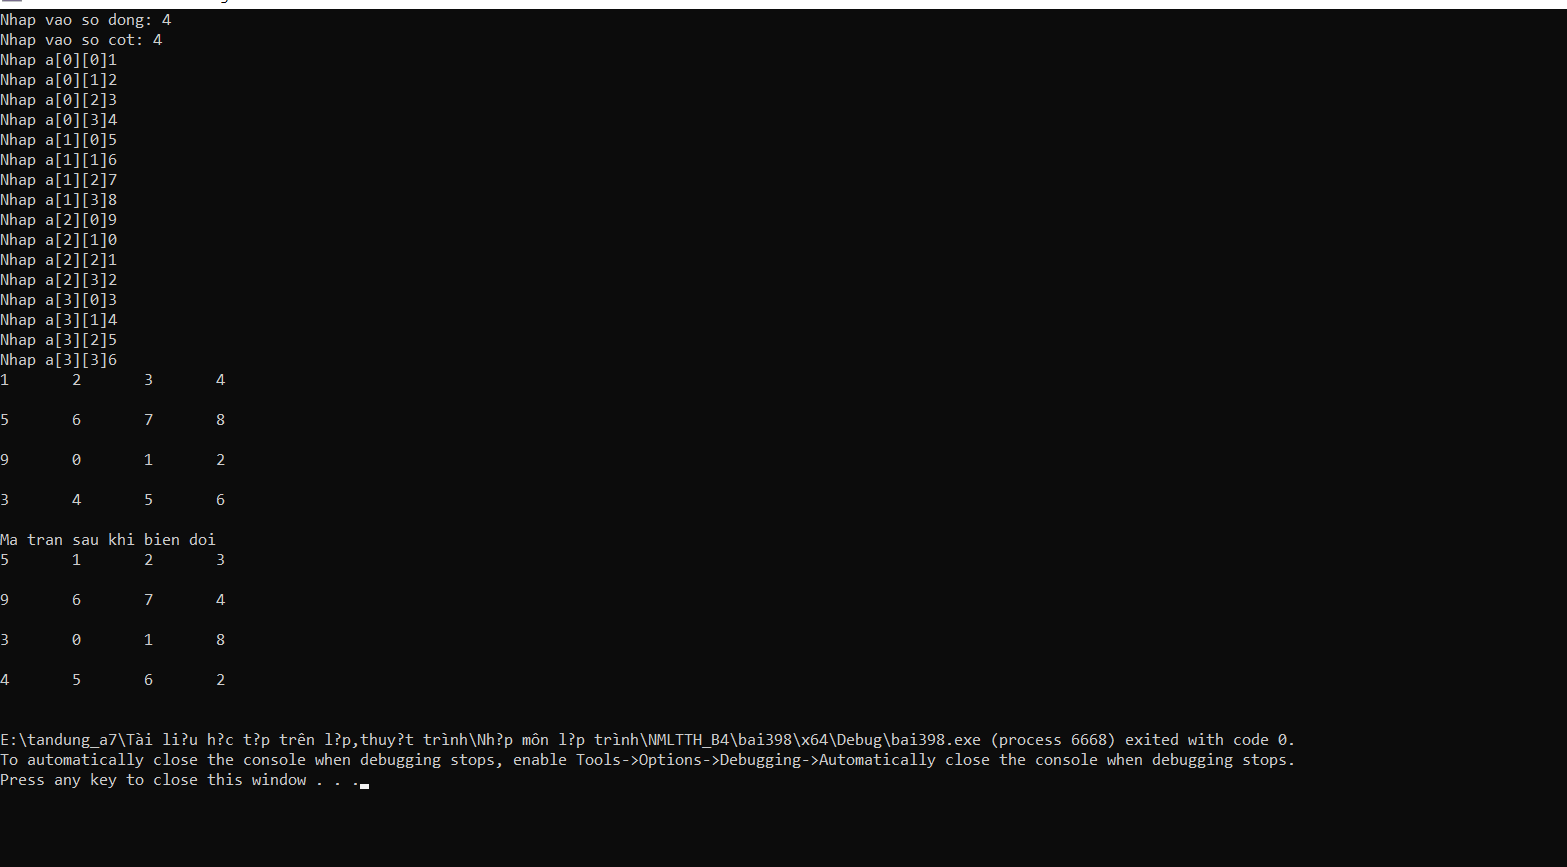 Nhap vao so dong: 4
Nhap vao so cot: 4
Nhap a[0][0]1
Nhap a[0][1]2
Nhap a[0][2]3
Nhap a[0][3]4
Nhap a[1][0]5
Nhap a[1][1]6
Nhap a[1][2]7
Nhap a[1][3]8
Nhap a[2][0]9
Nhap a[2][1]0
Nhap a[2][2]1
Nhap a[2][3]2
Nhap a[3][0]3
Nhap a[3][1]4
Nhap a[3][2]5
Nhap a[3][3]6
1 2 3 4
5 6 7 8
9 0 1 2
3 4 5 6
Ma tran sau khi bien doi
5 1 2 3
9 6 7 4
3 0 1 8
4 5 6 2
E:\tandung_a7\Tài li?u h?c t?p trên l?p,thuy?t trình\Nh?p môn l?p trình\NMLTTH_B4\bai398\x64\Debug\bai398.exe (process 6668) exited with code 0.
To automatically close the console when debugging stops, enable Tools->Options->Debugging->Automatically close the console when debugging stops.
Press any key to close this window . . .